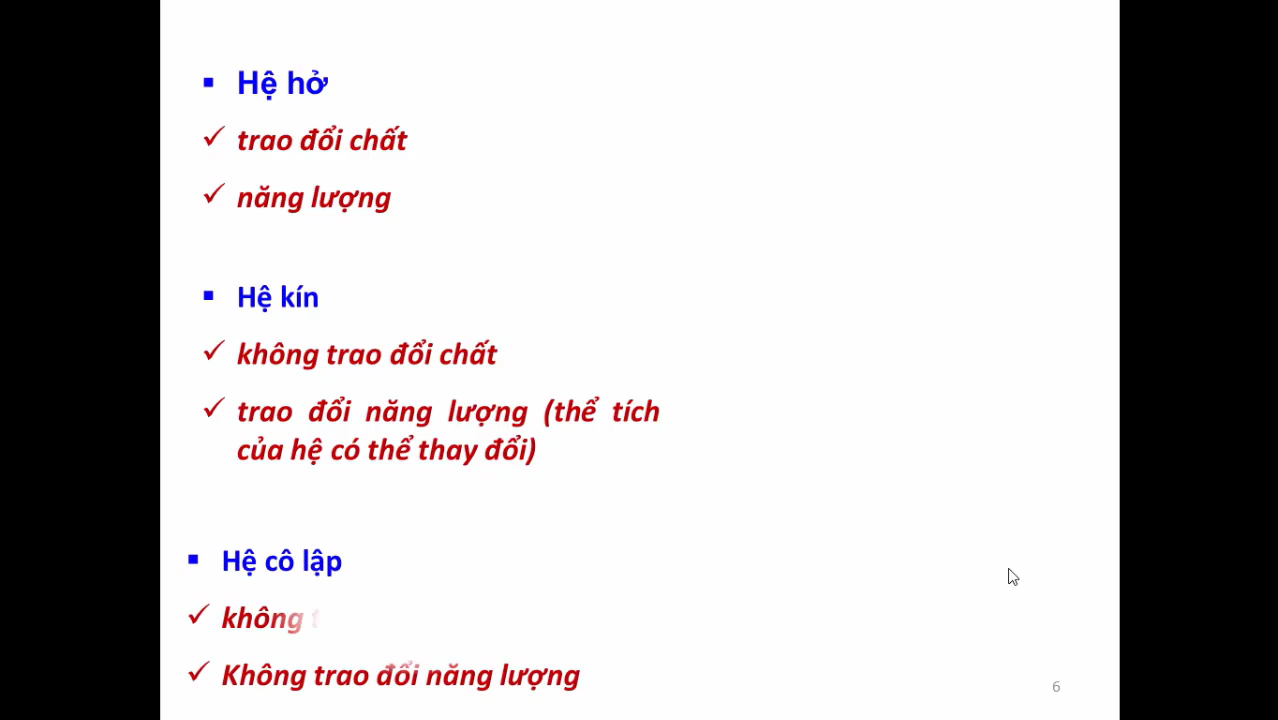 Hệ hở
trao đổi chất
năng lượng
Hệ kín
không trao đổi chất
trao đổi năng lượng (thể tích
của hệ có thể thay đổi)
Hệ cô lập
không
Không trao đổi năng lượng
6